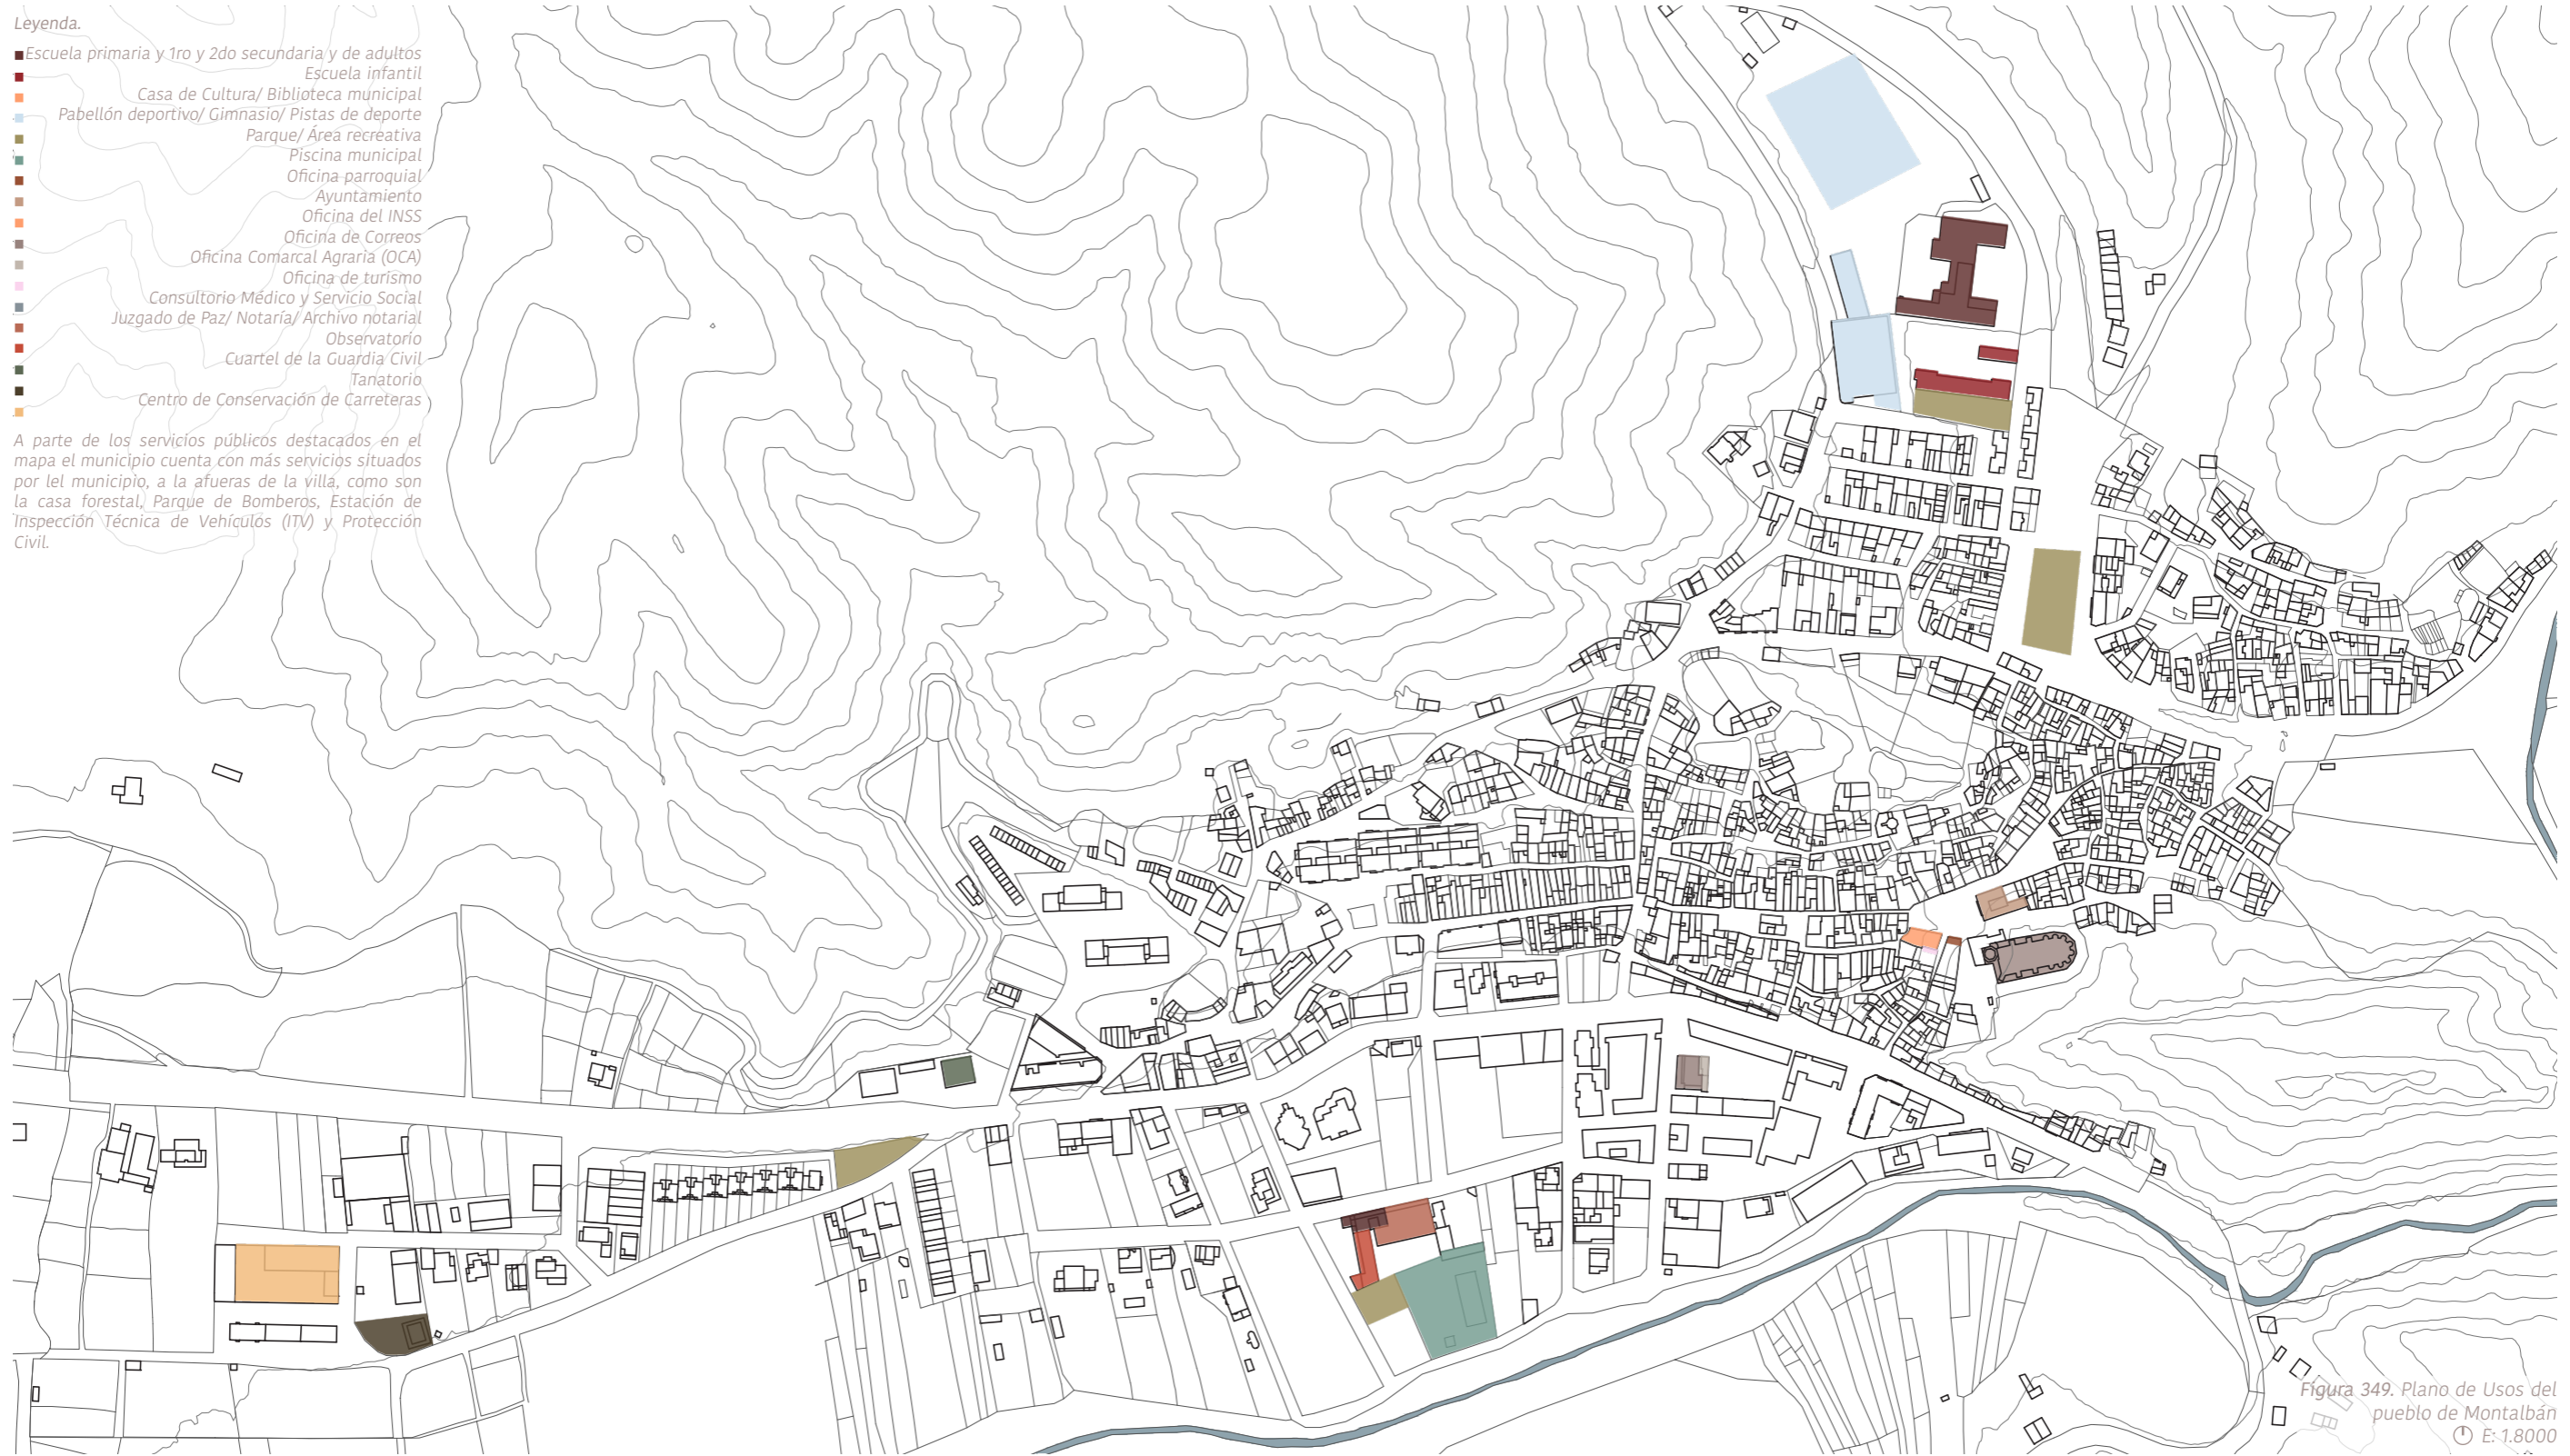 Leyenda.
Escuela primaria y 1ro y 2do secundaria y de adultos
Escuela infantil
Casa de Cultura/ Biblioteca municipal
Pabellón deportivo/ Gimnasio/ Pistas de deporte
Parque/ Área recreativa
Piscina municipal
Oficina parroquial
Ayuntamiento
Oficina del INSS
Oficina de Correos
Oficina Comarcal Agraria (OCA)
Oficina de turismo
Consultorio Médico y Servicio Social
Juzgado de Paz/ Notaría/ Archivo notarial
Observatorio
Cuartel de la Guardia Civil
Tanatorio
Centro de Conservación de Carreteras
A parte de los servicios públicos destacados en el
mapa el municipio cuenta con más servicios situados
por lel municipio, a la afueras de la villa, como son
la casa forestal, Parque de Bomberos, Estación de
Inspección Técnica de Vehículos (ITV) y Protección
Civil.
Figura 349. Plano de Usos del
pueblo de Montalbán
E: 1.8000